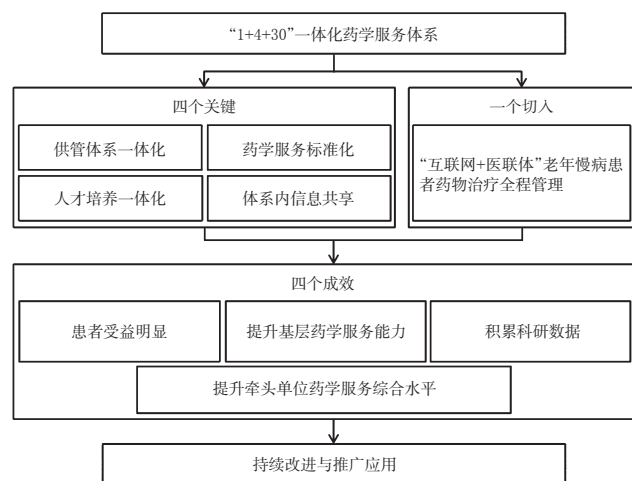 “1+4+30”一体化药学服务体系
四个关键
供管体系一体化
药学服务标准化
人才培养一体化
体系内信息共享
一个切入
“互联网+医联体”老年慢病患
者药物治疗全程管理
四个成效
患者受益明显
提升基层药学服务能力
积累科研数据
提升牵头单位药学服务综合水平
持续改进与推广应用